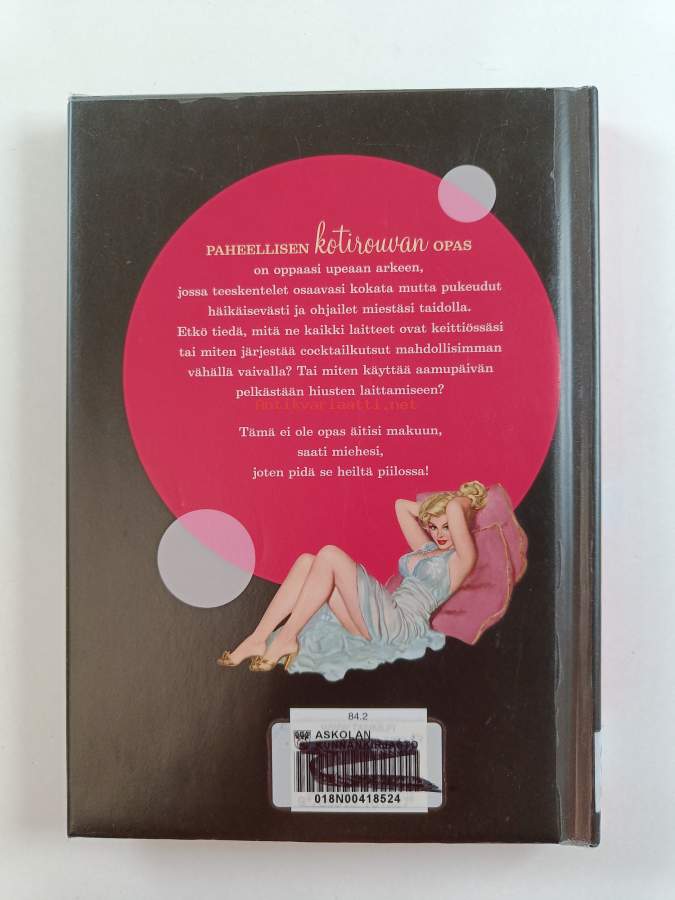 PAHEELLISEN kotirouvan OPAS
on oppaasi upeaan arkeen,
jossa teeskentelet osaavasi kokata mutta pukeudut
häikäisevästi ja ohjailet miestäsi taidolla.
Etkö tiedä, mitä ne kaikki laitteet ovat keittiössäsi
tai miten järjestää cocktailkutsut mahdollisimman
vähällä vaivalla? Tai miten käyttää aamupäivän
pelkästään hiusten laittamiseen?
Antikvariaatti.net
Tämä ei ole opas äitisi makuun,
saati miehesi,
joten pidä se heiltä piilossa!
84.2
ASKOLAN
KUNNANKIRJASTO
018N00418524